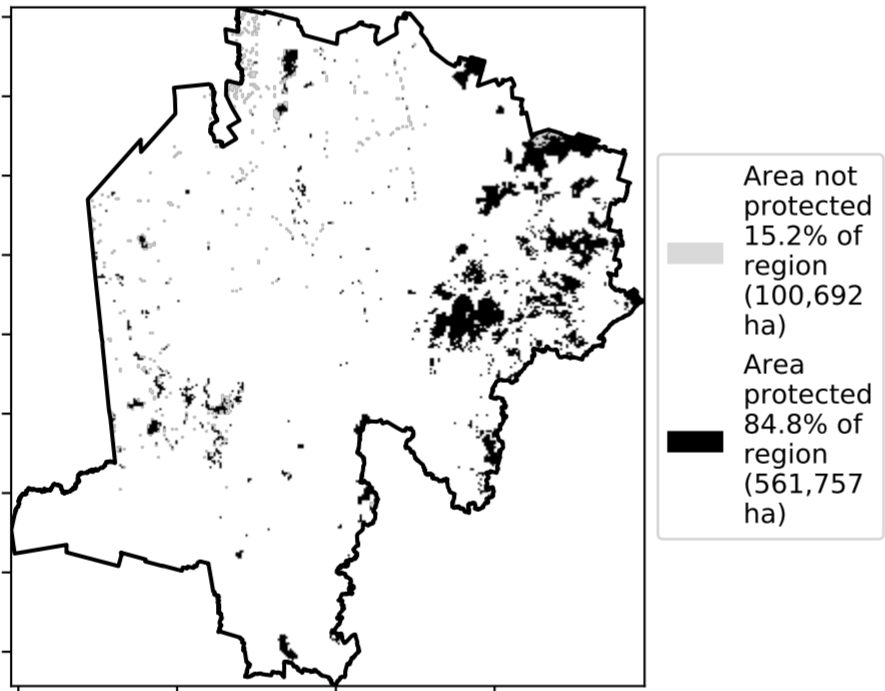 Area not
protected
15.2% of
region
(100,692
ha)
Area
protected
84.8% of
region
(561,757
ha)